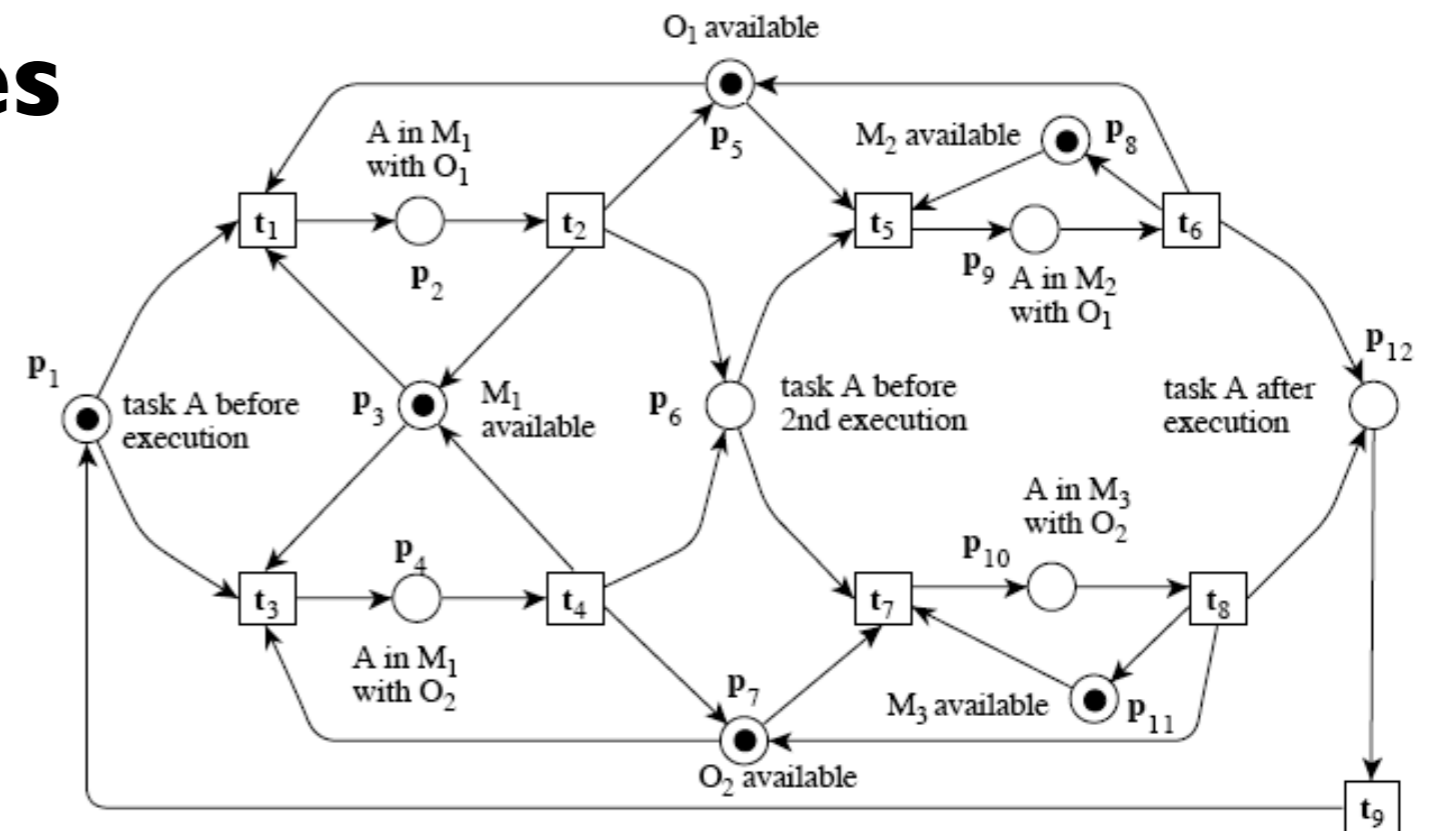 es
O1 available
p5
A in M1
with O1
M2 available
p8
t1
t2
t5
t6
p2
p9
A in M2
with O1
p1
p12
task A before
execution
p3
M1
available
p6
task A before
2nd execution
task A after
execution
A in M3
with O2
p4
p10
t3
t4
t7
t8
A in M1
with O2
p7
M3 available
p11
O2 available
t9